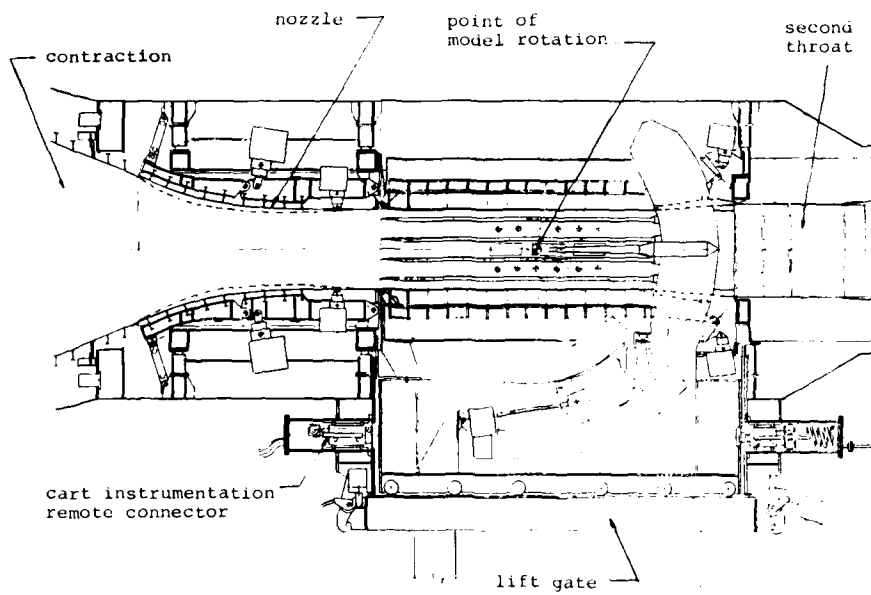 nozzle
point of
model rotation
second
throat
contraction
cart instrumentation
remote connector
lift gate